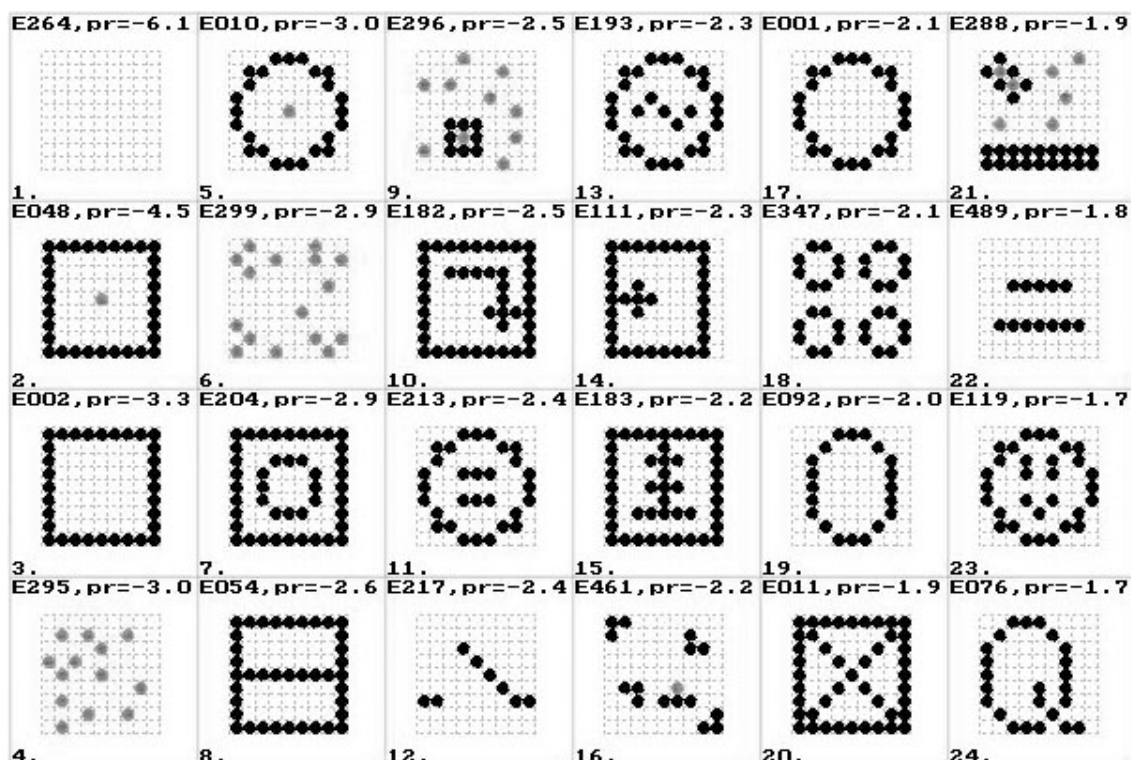 E264,pr=-6.1 E010,pr=-3.0 E296,pr=-2.5 E193,pr=-2.3 E001,pr=-2.1 E288,pr=-1.9
1. 5. 9. 13. 17. 21.
E048,pr=-4.5 E299,pr=-2.9 E182,pr=-2.5 E111,pr=-2.3 E347,pr=-2.1 E489,pr=-1.8
2. 6. 10. 14. 18. 22.
E002,pr=-3.3 E204,pr=-2.9 E213,pr=-2.4 E183,pr=-2.2 E092,pr=-2.0 E119,pr=-1.7
3. 7. 11. 15. 19. 23.
E295,pr=-3.0 E054,pr=-2.6 E217,pr=-2.4 E461,pr=-2.2 E011,pr=-1.9 E076,pr=-1.7
4. 8. 12. 16. 20. 24.